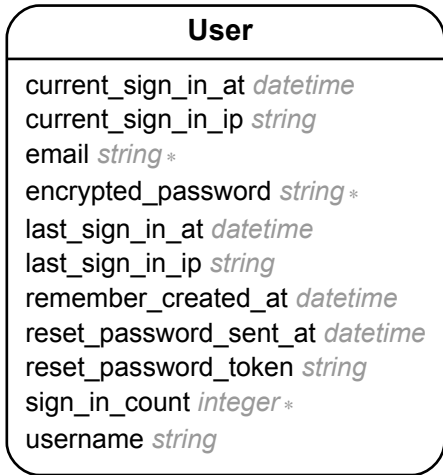 User
current_sign_in_at datetime
current_sign_in_ip string
email string *
encrypted_password string *
last_sign_in_at datetime
last_sign_in_ip string
remember_created_at datetime
reset_password_sent_at datetime
reset_password_token string
sign_in_count integer *
username string